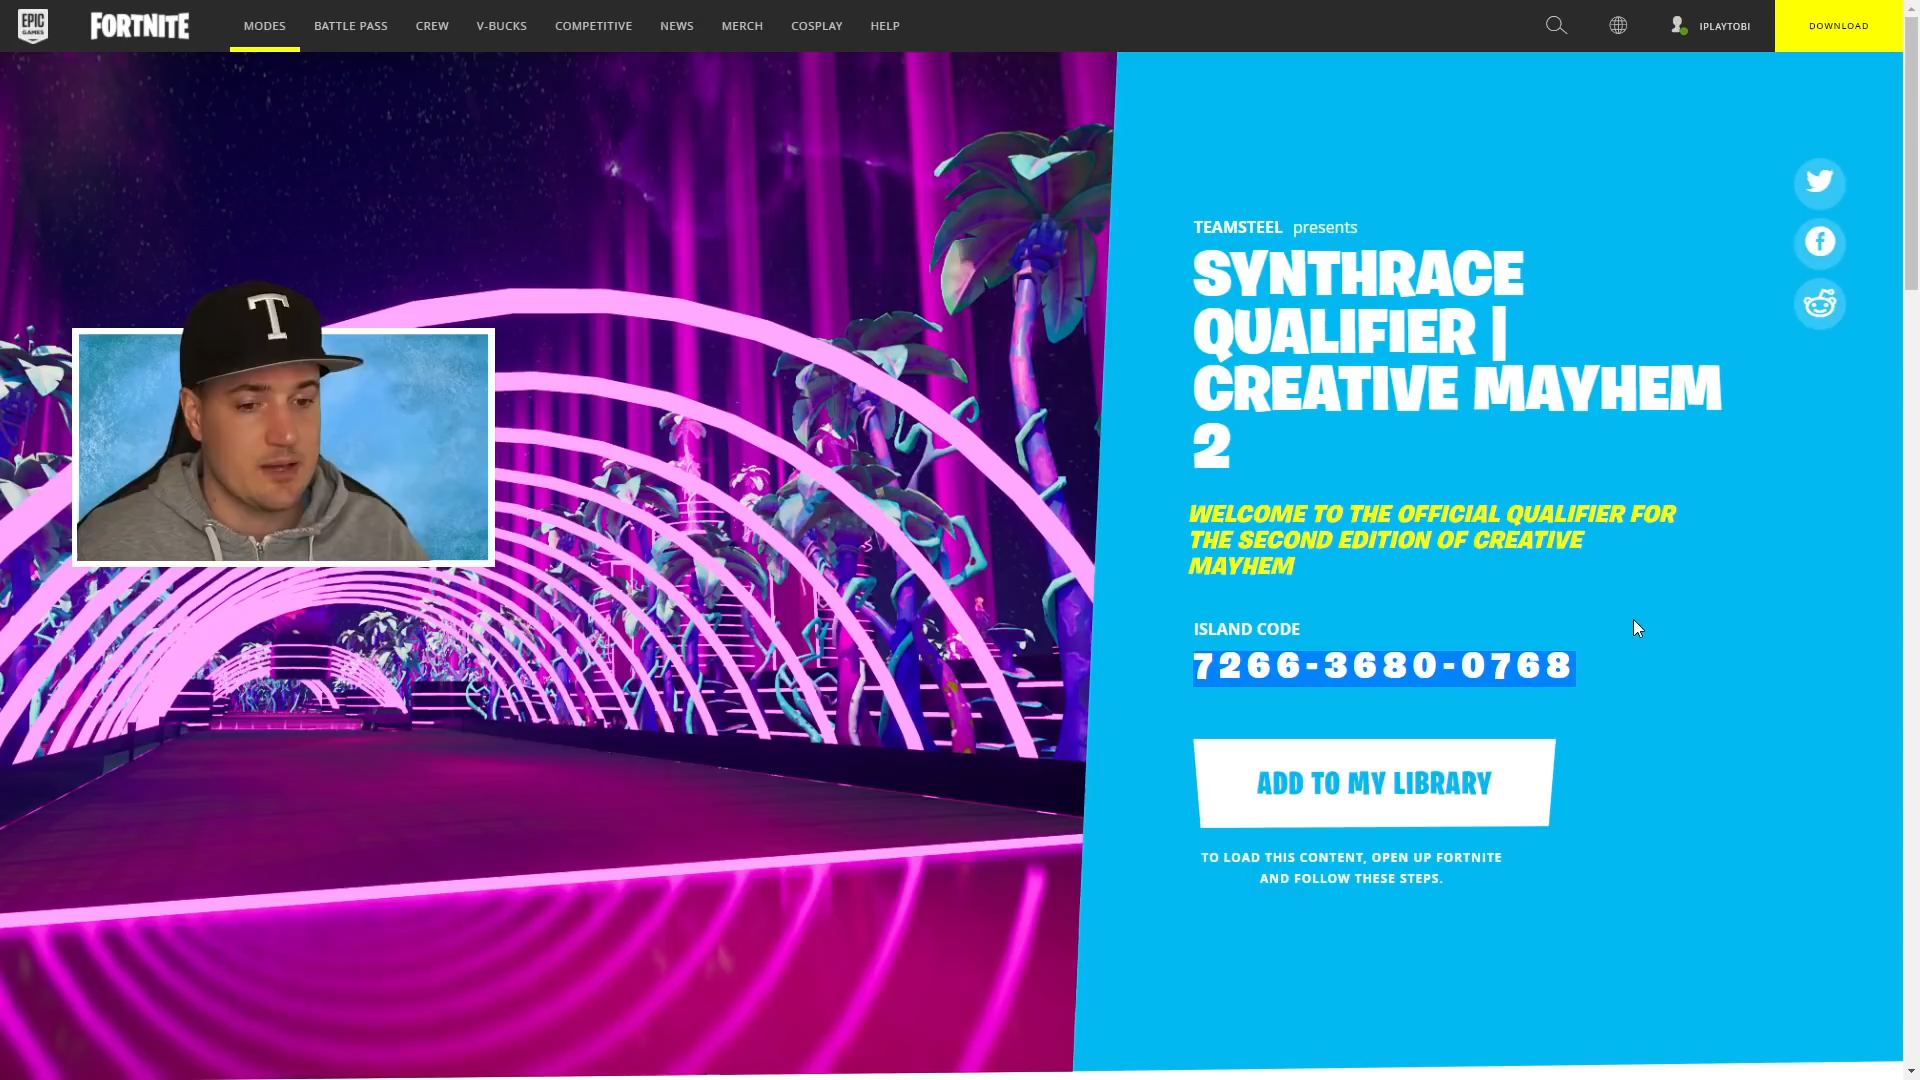 EPIC GAMES
FORTNITE
MODES BATTLE PASS CREW V-BUCKS COMPETITIVE NEWS MERCH COSPLAY HELP
IPLAYTOBI
DOWNLOAD
T
TEAMSTEEL presents
SYNTHRACE
QUALIFIER |
CREATIVE MAYHEM
2
WELCOME TO THE OFFICIAL QUALIFIER FOR
THE SECOND EDITION OF CREATIVE
MAYHEM
ISLAND CODE
7266-3680-0768
ADD TO MY LIBRARY
TO LOAD THIS CONTENT, OPEN UP FORTNITE
AND FOLLOW THESE STEPS.